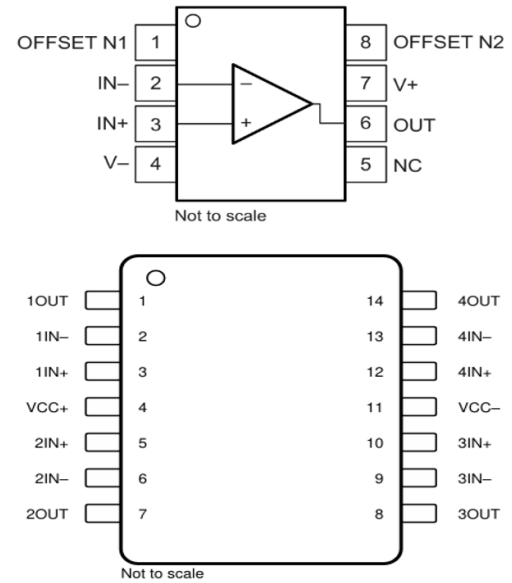 OFFSET N1 1 8 OFFSET N2
IN– 2 – 7 V+
IN+ 3 + 6 OUT
V– 4 5 NC
Not to scale
1OUT 1 14 4OUT
1IN– 2 13 4IN–
1IN+ 3 12 4IN+
VCC+ 4 11 VCC–
2IN+ 5 10 3IN+
2IN– 6 9 3IN–
2OUT 7 8 3OUT
Not to scale